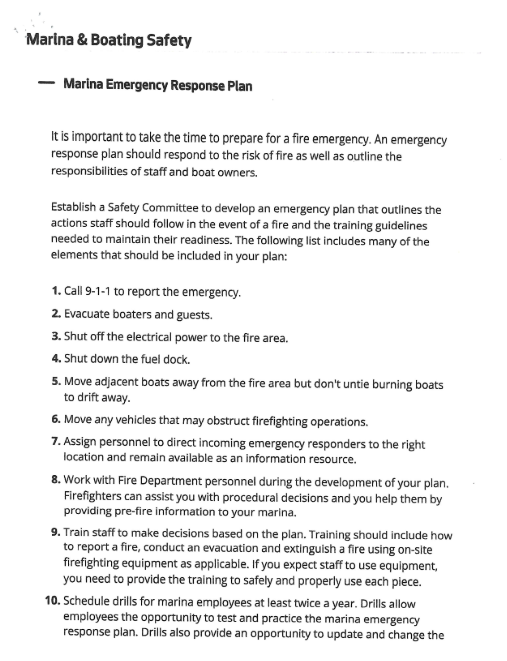 Marina & Boating Safety
— Marina Emergency Response Plan
It is important to take the time to prepare for a fire emergency. An emergency
response plan should respond to the risk of fire as well as outline the
responsibilities of staff and boat owners.
Establish a Safety Committee to develop an emergency plan that outlines the
actions staff should follow in the event of a fire and the training guidelines
needed to maintain their readiness. The following list includes many of the
elements that should be included in your plan:
1. Call 9-1-1 to report the emergency.
2. Evacuate boaters and guests.
3. Shut off the electrical power to the fire area.
4. Shut down the fuel dock.
5. Move adjacent boats away from the fire area but don't untie burning boats
to drift away.
6. Move any vehicles that may obstruct firefighting operations.
7. Assign personnel to direct incoming emergency responders to the right
location and remain available as an information resource.
8. Work with Fire Department personnel during the development of your plan.
Firefighters can assist you with procedural decisions and you help them by
providing pre-fire information to your marina.
9. Train staff to make decisions based on the plan. Training should include how
to report a fire, conduct an evacuation and extinguish a fire using on-site
firefighting equipment as applicable. If you expect staff to use equipment,
you need to provide the training to safely and properly use each piece.
10. Schedule drills for marina employees at least twice a year. Drills allow
employees the opportunity to test and practice the marina emergency
response plan. Drills also provide an opportunity to update and change the